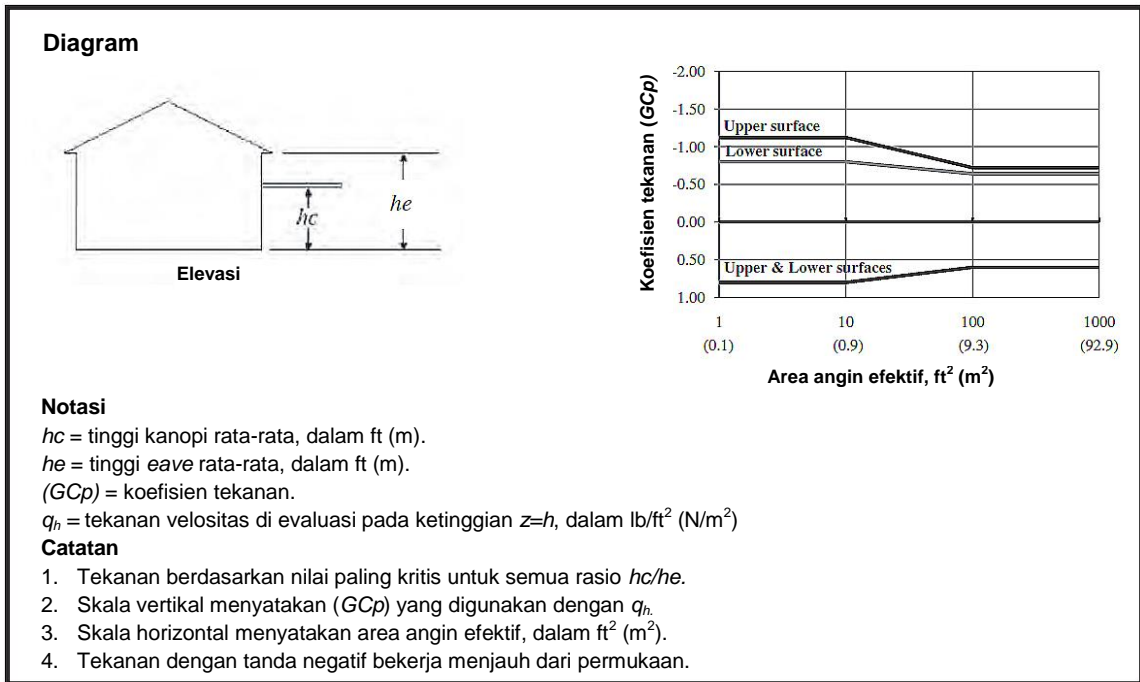 Diagram
he
hc
Elevasi
Koefisien tekanan (GCp)
-2.00
-1.50
-1.00
-0.50
0.00
0.50
1.00
Upper surface
Lower surface
Upper & Lower surfaces
1 10 100 1000
(0.1) (0.9) (9.3) (92.9)
Area angin efektif, ft² (m²)
Notasi
hc = tinggi kanopi rata-rata, dalam ft (m).
he = tinggi eave rata-rata, dalam ft (m).
(GCp) = koefisien tekanan.
qh = tekanan velositas di evaluasi pada ketinggian z=h, dalam lb/ft² (N/m²)
Catatan
1. Tekanan berdasarkan nilai paling kritis untuk semua rasio hc/he.
2. Skala vertikal menyatakan (GCp) yang digunakan dengan qh.
3. Skala horizontal menyatakan area angin efektif, dalam ft² (m²).
4. Tekanan dengan tanda negatif bekerja menjauh dari permukaan.